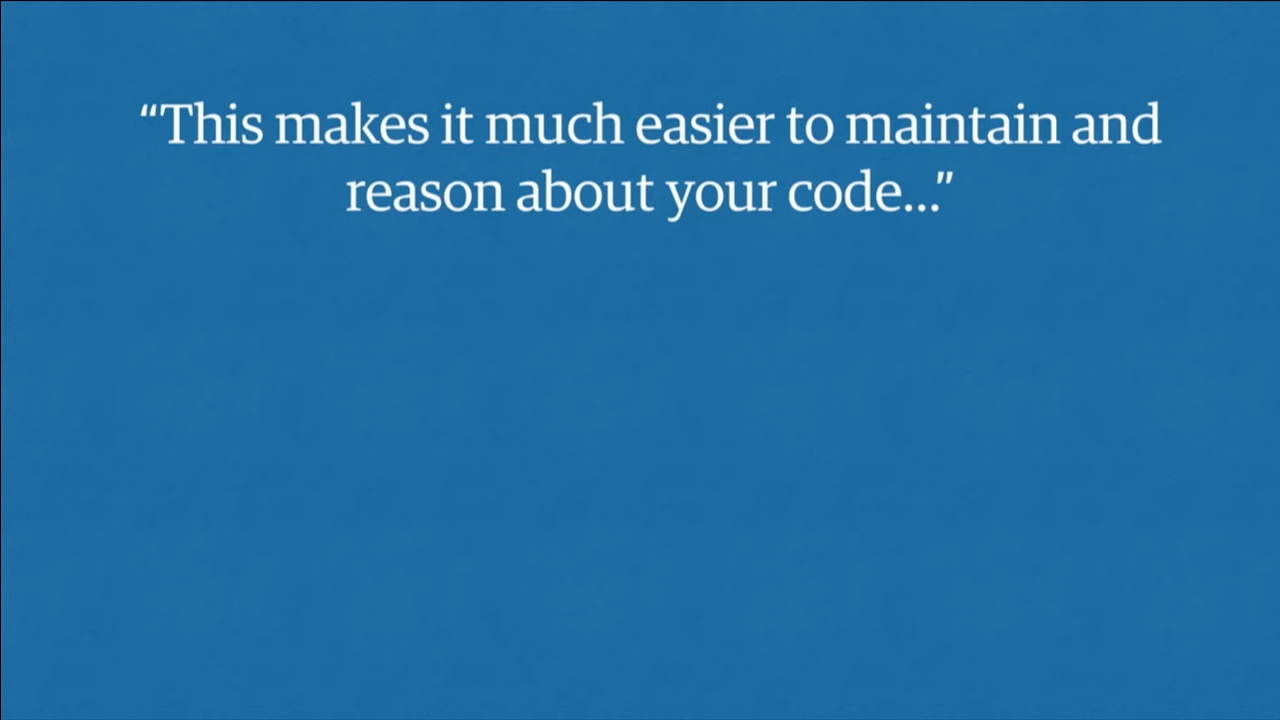 “This makes it much easier to maintain and
reason about your code...”